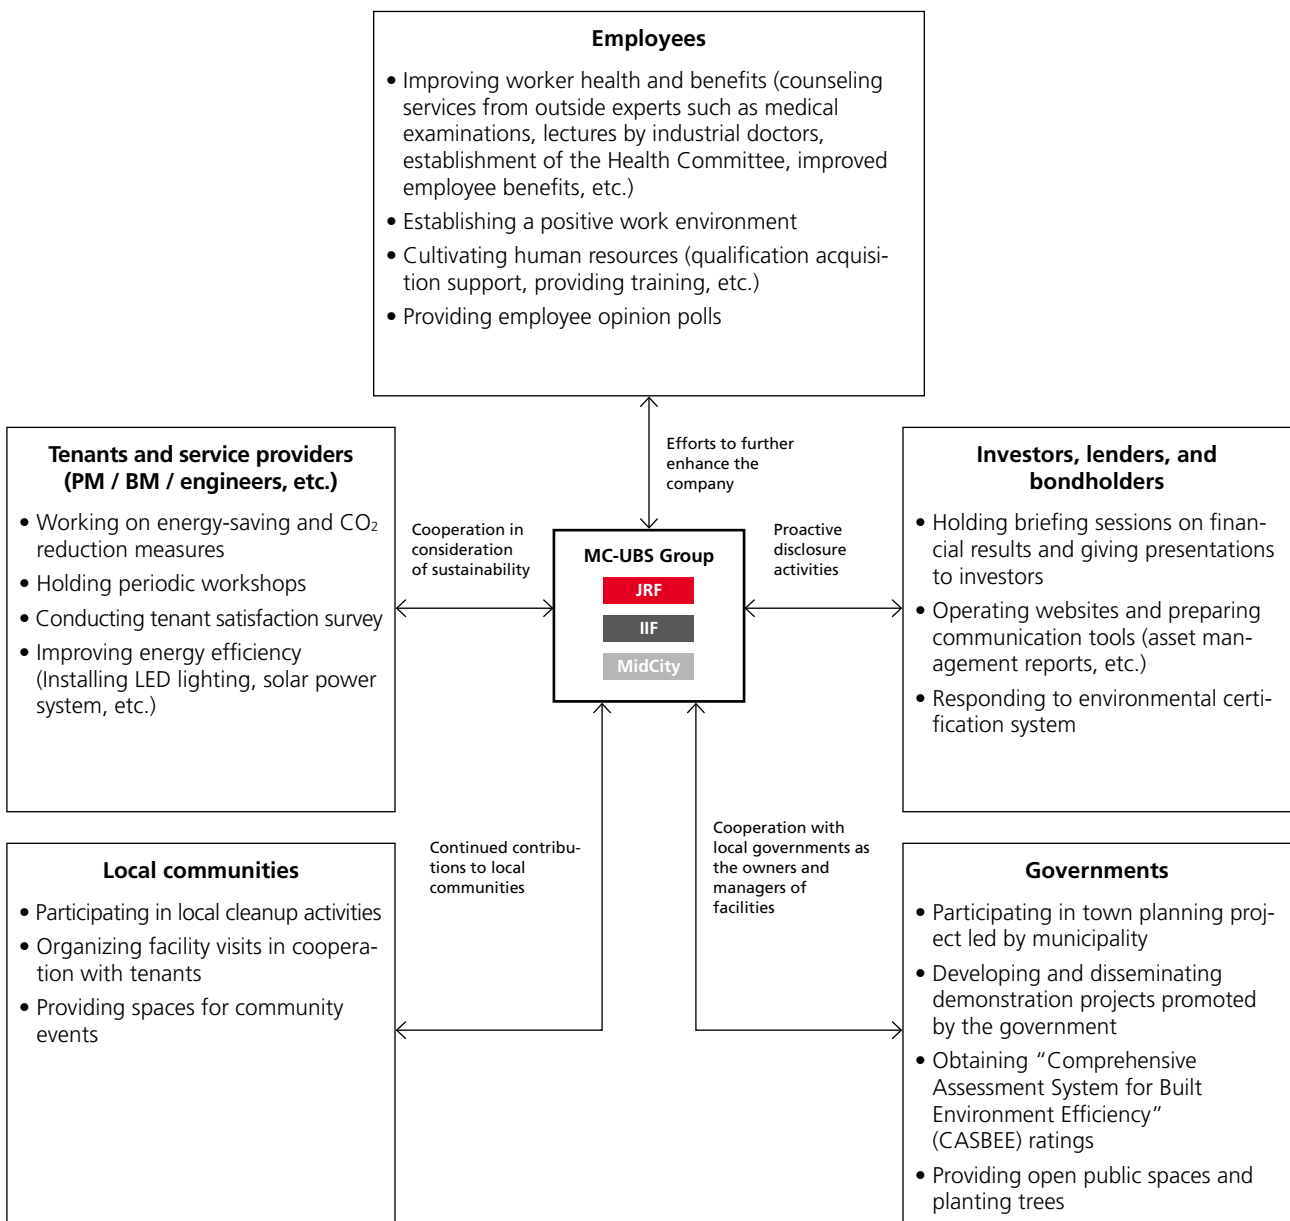 Employees
• Improving worker health and benefits (counseling
services from outside experts such as medical
examinations, lectures by industrial doctors,
establishment of the Health Committee, improved
employee benefits, etc.)
• Establishing a positive work environment
• Cultivating human resources (qualification acquisi-
tion support, providing training, etc.)
• Providing employee opinion polls
Efforts to further
enhance the
company
Tenants and service providers
(PM / BM / engineers, etc.)
• Working on energy-saving and CO₂
reduction measures
• Holding periodic workshops
• Conducting tenant satisfaction survey
• Improving energy efficiency
(Installing LED lighting, solar power
system, etc.)
Cooperation in
consideration
of sustainability
MC-UBS Group
JRF
IIF
MidCity
Proactive
disclosure
activities
Investors, lenders, and
bondholders
• Holding briefing sessions on finan-
cial results and giving presentations
to investors
• Operating websites and preparing
communication tools (asset man-
agement reports, etc.)
• Responding to environmental certi-
fication system
Local communities
• Participating in local cleanup activities
• Organizing facility visits in coopera-
tion with tenants
• Providing spaces for community
events
Continued contribu-
tions to local
communities
Cooperation with
local governments as
the owners and
managers of
facilities
Governments
• Participating in town planning proj-
ect led by municipality
• Developing and disseminating
demonstration projects promoted
by the government
• Obtaining “Comprehensive
Assessment System for Built
Environment Efficiency”
(CASBEE) ratings
• Providing open public spaces and
planting trees